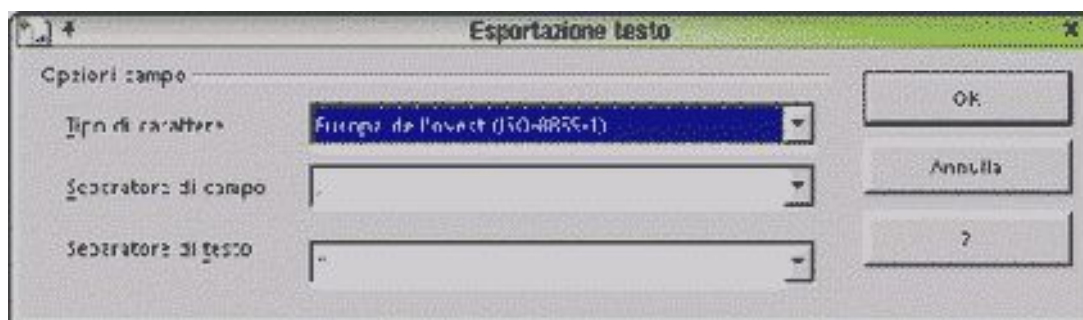 Esportazione testo
Opzioni campo
Tipo di carattere
Europa de l'ovest (ISO-8859-1)
Separatore di campo
,
Separatore di testo
"
OK
Annulla
?